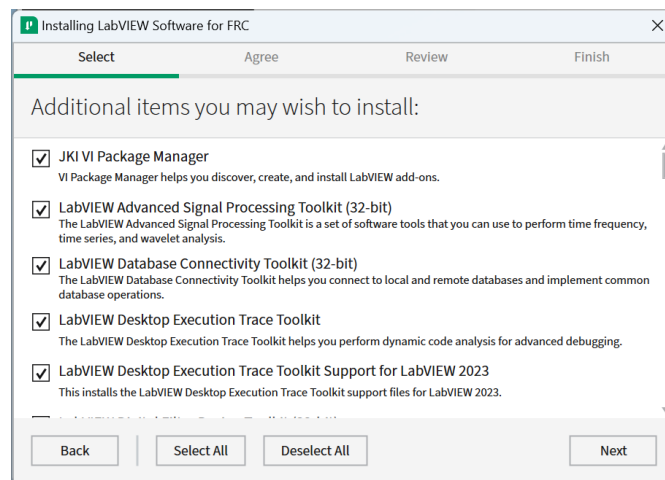 Installing LabVIEW Software for FRC
Select Agree Review Finish
Additional items you may wish to install:
JKI VI Package Manager
VI Package Manager helps you discover, create, and install LabVIEW add-ons.
LabVIEW Advanced Signal Processing Toolkit (32-bit)
The LabVIEW Advanced Signal Processing Toolkit is a set of software tools that you can use to perform time frequency,
time series, and wavelet analysis.
LabVIEW Database Connectivity Toolkit (32-bit)
The LabVIEW Database Connectivity Toolkit helps you connect to local and remote databases and implement common
database operations.
LabVIEW Desktop Execution Trace Toolkit
The LabVIEW Desktop Execution Trace Toolkit helps you perform dynamic code analysis for advanced debugging.
LabVIEW Desktop Execution Trace Toolkit Support for LabVIEW 2023
This installs the LabVIEW Desktop Execution Trace Toolkit support files for LabVIEW 2023.
Back Select All Deselect All Next